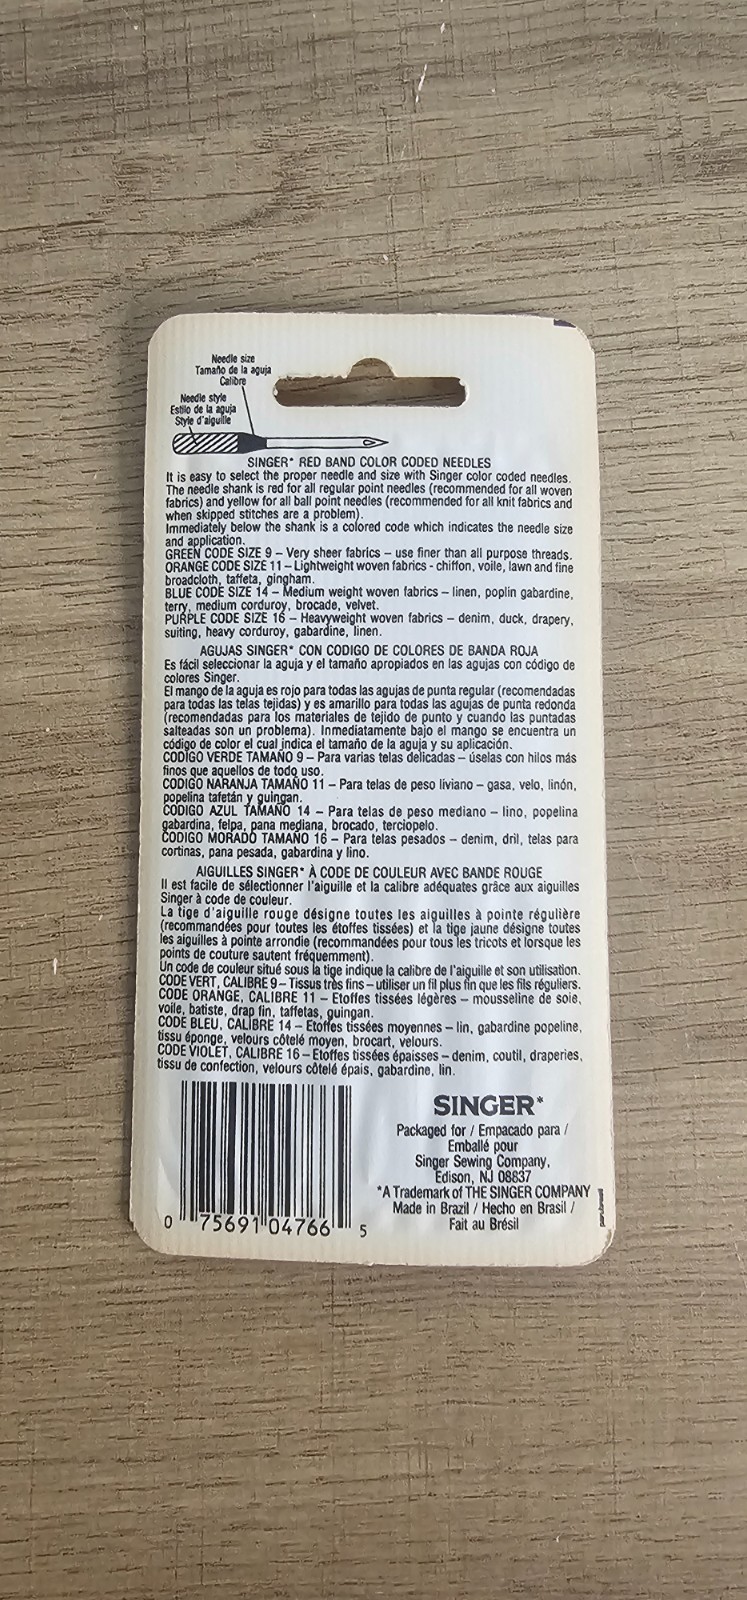 Needle size
Tamaño de la aguja
Calibre
Needle style
Estilo de la aguja
Style d'aiguille
SINGER* RED BAND COLOR CODED NEEDLES
It is easy to select the proper needle and size with Singer color coded needles.
The needle shank is red for all regular point needles (recommended for all woven
fabrics) and yellow for all ball point needles (recommended for all knit fabrics and
when skipped stitches are a problem).
Immediately below the shank is a colored code which indicates the needle size
and application.
GREEN CODE SIZE 9 – Very sheer fabrics – use finer than all purpose threads.
ORANGE CODE SIZE 11 – Lightweight woven fabrics - chiffon, voile, lawn and fine
broadcloth, taffeta, gingham.
BLUE CODE SIZE 14 – Medium weight woven fabrics – linen, poplin gabardine,
terry, medium corduroy, brocade, velvet.
PURPLE CODE SIZE 16 – Heavyweight woven fabrics – denim, duck, drapery,
suiting, heavy corduroy, gabardine, linen.
AGUJAS SINGER* CON CODIGO DE COLORES DE BANDA ROJA
Es fácil seleccionar la aguja y el tamaño apropiados en las agujas con código de
colores Singer.
El mango de la aguja es rojo para todas las agujas de punta regular (recomendadas
para todas las telas tejidas) y es amarillo para todas las agujas de punta redonda
(recomendadas para los materiales de tejido de punto y cuando las puntadas
salteadas son un problema). Inmediatamente bajo el mango se encuentra un
código de color el cual indica el tamaño de la aguja y su aplicación.
CODIGO VERDE TAMAÑO 9 – Para varias telas delicadas – úselas con hilos más
finos que aquellos de todo uso.
CODIGO NARANJA TAMAÑO 11 – Para telas de peso líviano – gasa, velo, linón,
popelina tafetán y guingan.
CODIGO AZUL TAMAÑO 14 – Para telas de peso mediano – lino, popelina
gabardina, felpa, pana mediana, brocado, terciopelo.
CODIGO MORADO TAMAÑO 16 – Para telas pesados – denim, dril, telas para
cortinas, pana pesada, gabardina y lino.
AIGUILLES SINGER* À CODE DE COULEUR AVEC BANDE ROUGE
Il est facile de sélectionner l'aiguille et la calibre adéquates grâce aux aiguilles
Singer à code de couleur.
La tige d'aiguille rouge désigne toutes les aiguilles à pointe régulière
(recommandées pour toutes les étoffes tissées) et la tige jaune désigne toutes
les aiguilles à pointe arrondie (recommandées pour tous les tricots et lorsque les
points de couture sautent fréquemment).
Un code de couleur situé sous la tige indique la calibre de l'aiguille et son utilisation.
CODE VERT, CALIBRE 9 – Tissus très fins – utiliser un fil plus fin que les fils réguliers.
CODE ORANGE, CALIBRE 11 – Etoffes tissées légères – mousseline de soie,
voile, batiste, drap fin, taffetas, guingan.
CODE BLEU, CALIBRE 14 – Etoffes tissées moyennes – lin, gabardine popeline,
tissu éponge, velours côtelé moyen, brocart, velours.
CODE VIOLET, CALIBRE 16 – Etoffes tissées épaisses – denim, coutil, draperies,
tissu de confection, velours côtelé épais, gabardine, lin.
SINGER*
Packaged for / Empacado para /
Emballé pour
Singer Sewing Company,
Edison, NJ 08837
*A Trademark of THE SINGER COMPANY
Made in Brazil / Hecho en Brasil /
Fait au Brésil
0 75691 04766 5